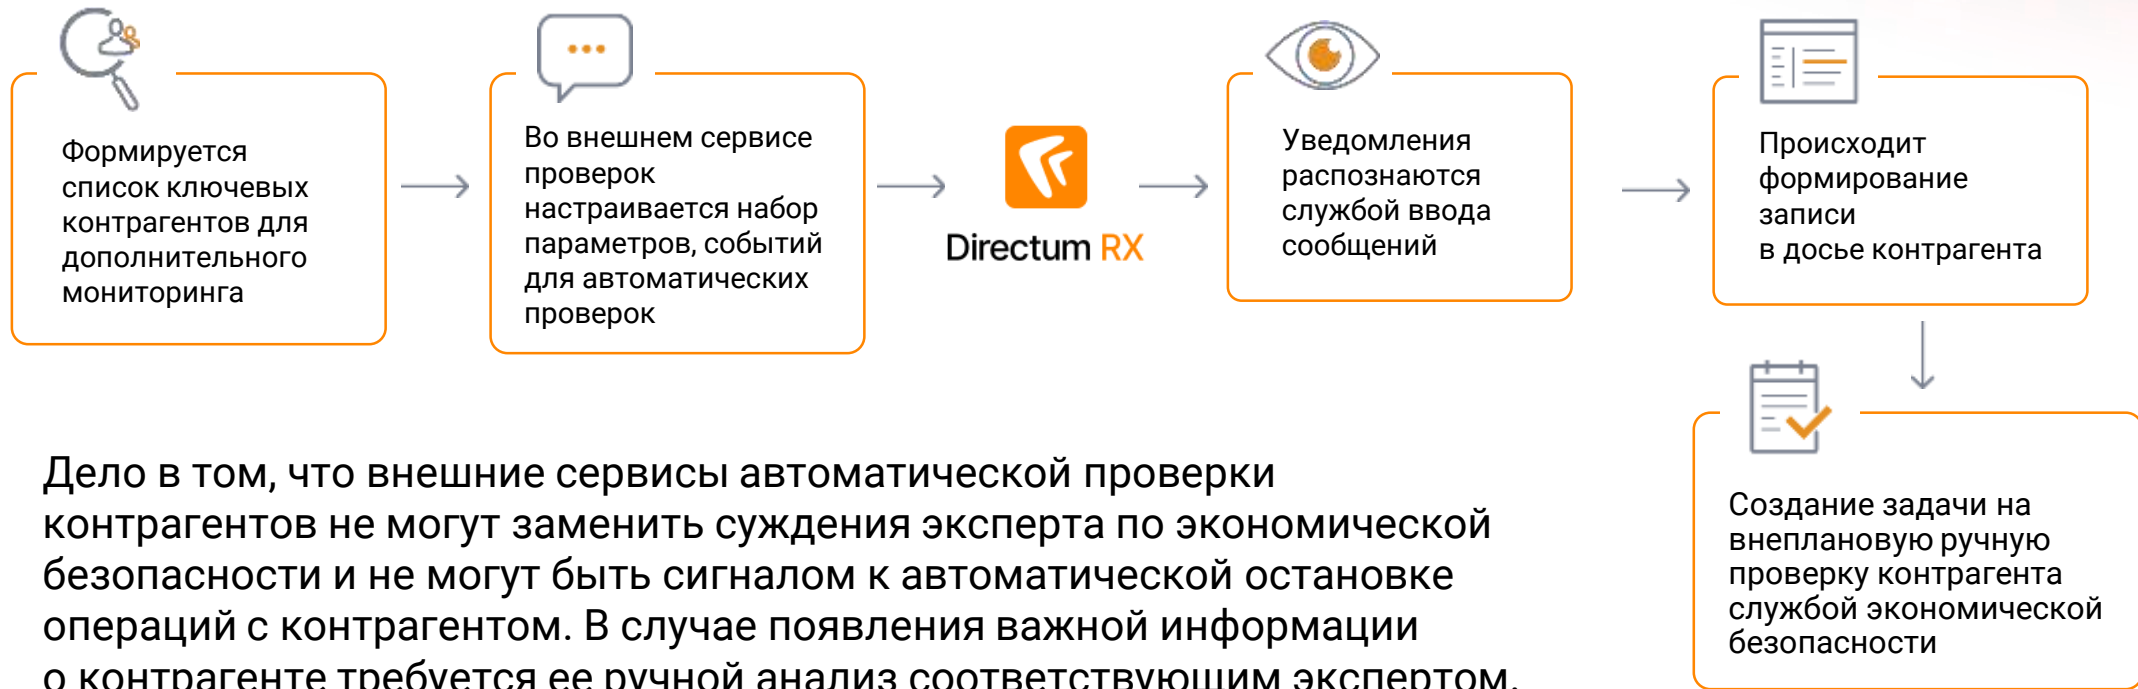 Формируется
список ключевых
контрагентов для
дополнительного
мониторинга
Во внешнем сервисе
проверок
настраивается набор
параметров, событий
для автоматических
проверок
Directum RX
Уведомления
распознаются
службой ввода
сообщений
Происходит
формирование
записи
в досье контрагента
Создание задачи на
внеплановую ручную
проверку контрагента
службой экономической
безопасности
Дело в том, что внешние сервисы автоматической проверки
контрагентов не могут заменить суждения эксперта по экономической
безопасности и не могут быть сигналом к автоматической остановке
операций с контрагентом. В случае появления важной информации
о контрагенте требуется ее ручной анализ соответствующим экспертом.